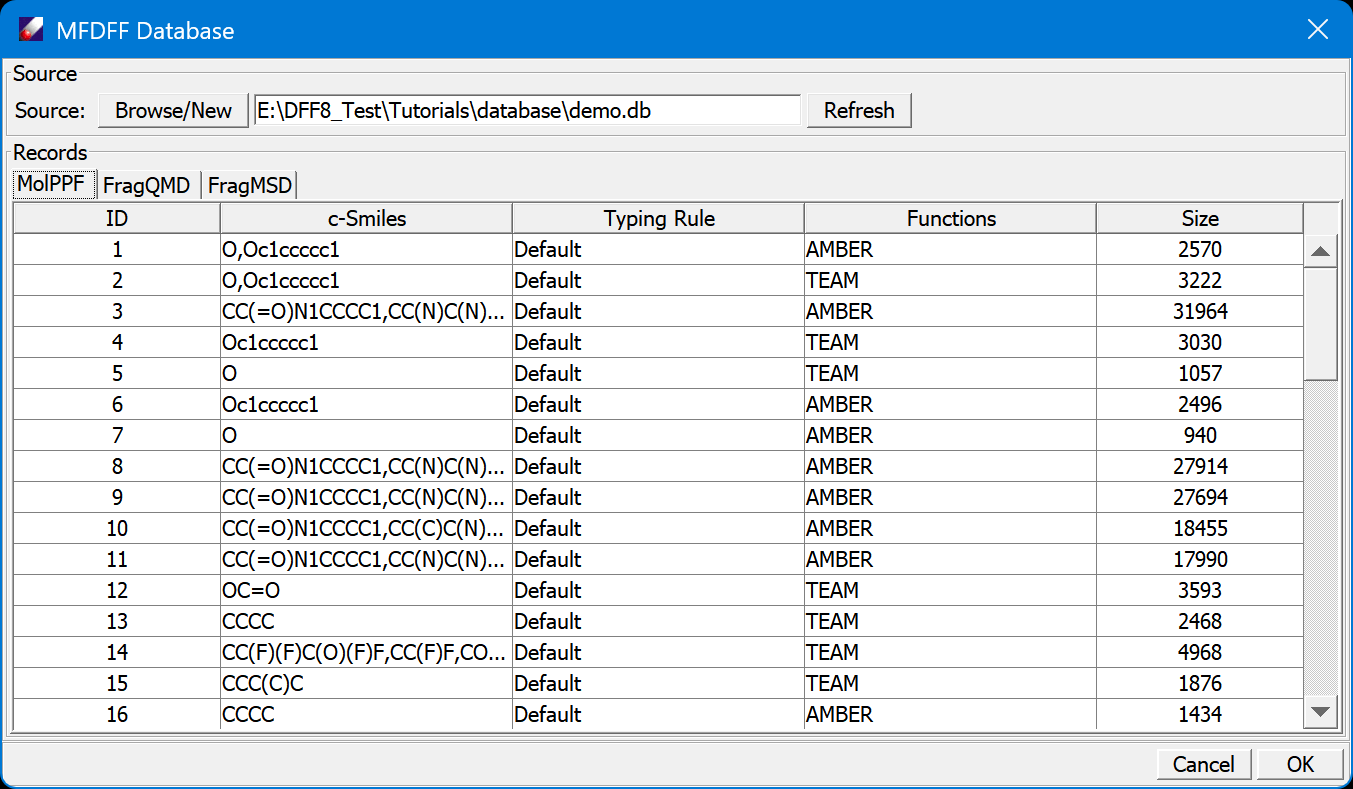 MFDFF Database
Source
Source: Browse/New E:\DFF8_Test\Tutorials\database\demo.db Refresh
Records
MolPPF FragQMD FragMSD
ID c-Smiles Typing Rule Functions Size
1 O,Oc1ccccc1 Default AMBER 2570
2 O,Oc1ccccc1 Default TEAM 3222
3 CC(=O)N1CCCC1,CC(N)C(N)... Default AMBER 31964
4 Oc1ccccc1 Default TEAM 3030
5 O Default TEAM 1057
6 Oc1ccccc1 Default AMBER 2496
7 O Default AMBER 940
8 CC(=O)N1CCCC1,CC(N)C(N)... Default AMBER 27914
9 CC(=O)N1CCCC1,CC(N)C(N)... Default AMBER 27694
10 CC(=O)N1CCCC1,CC(C)C(N)... Default AMBER 18455
11 CC(=O)N1CCCC1,CC(N)C(N)... Default AMBER 17990
12 OC=O Default TEAM 3593
13 CCCC Default TEAM 2468
14 CC(F)(F)C(O)(F)F,CC(F)F,CO... Default TEAM 4968
15 CCC(C)C Default TEAM 1876
16 CCCC Default AMBER 1434
Cancel OK